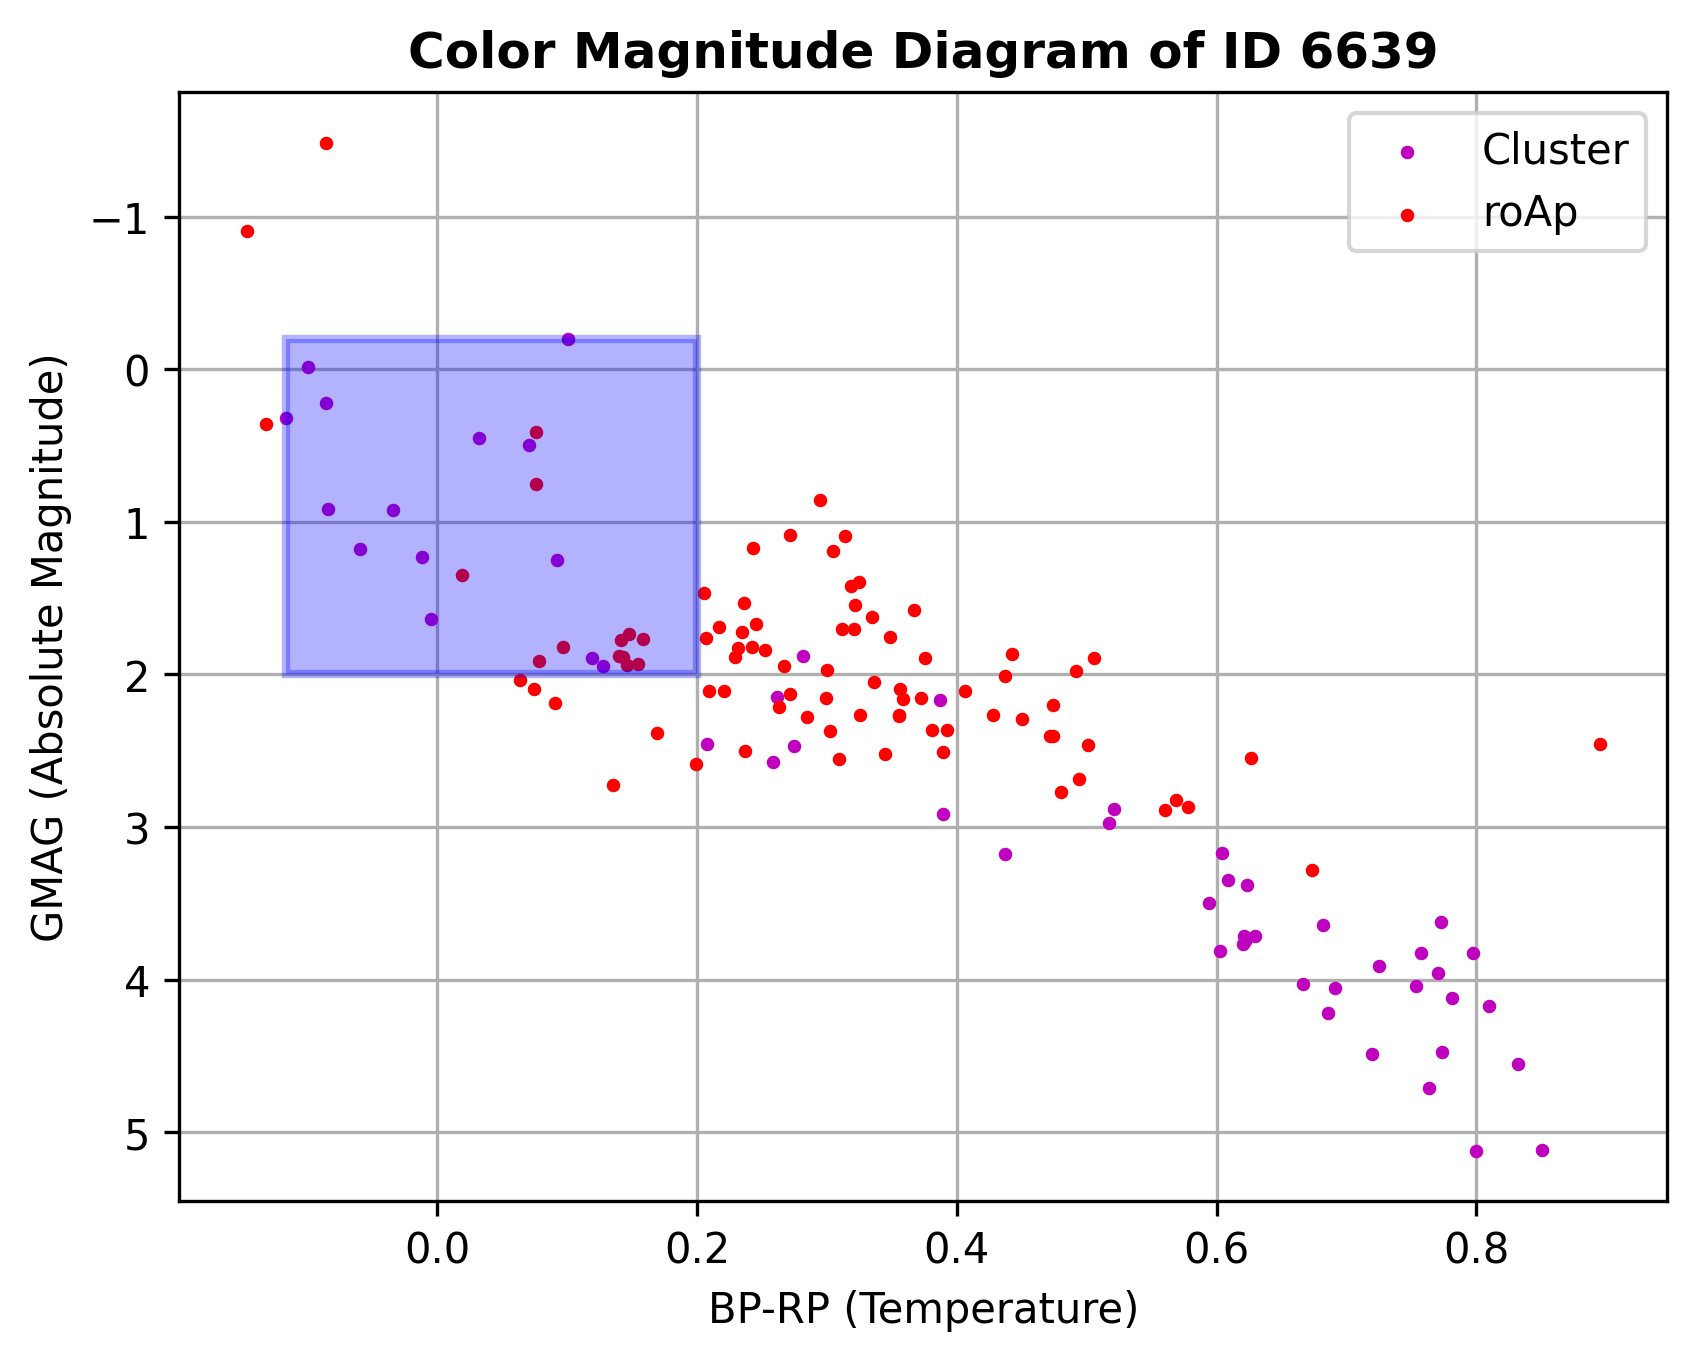 Color Magnitude Diagram of ID 6639
Cluster
roAp
−1
0
1
2
3
4
5
GMAG (Absolute Magnitude)
0.0 0.2 0.4 0.6 0.8
BP-RP (Temperature)